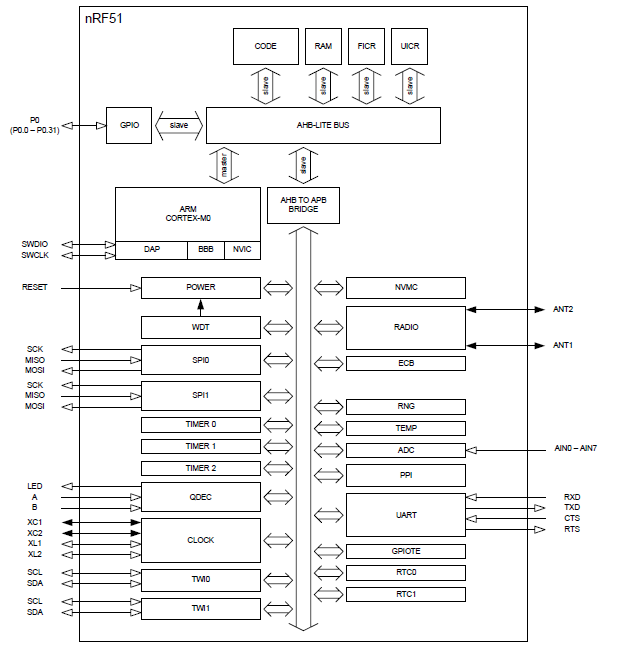 nRF51
CODE
RAM
FICR
UICR
slave
slave
slave
slave
P0
(P0.0 – P0.31)
GPIO
slave
AHB-LITE BUS
master
slave
ARM
CORTEX-M0
AHB TO APB
BRIDGE
SWDIO
SWCLK
DAP
BBB
NVIC
RESET
POWER
NVMC
WDT
RADIO
ANT2
ANT1
SCK
MISO
MOSI
SPI0
ECB
SCK
MISO
MOSI
SPI1
RNG
TIMER 0
TEMP
TIMER 1
ADC
AIN0 – AIN7
TIMER 2
PPI
LED
A
B
QDEC
UART
RXD
TXD
CTS
RTS
XC1
XC2
XL1
XL2
CLOCK
GPIOTE
SCL
SDA
TWI0
RTC0
SCL
SDA
TWI1
RTC1